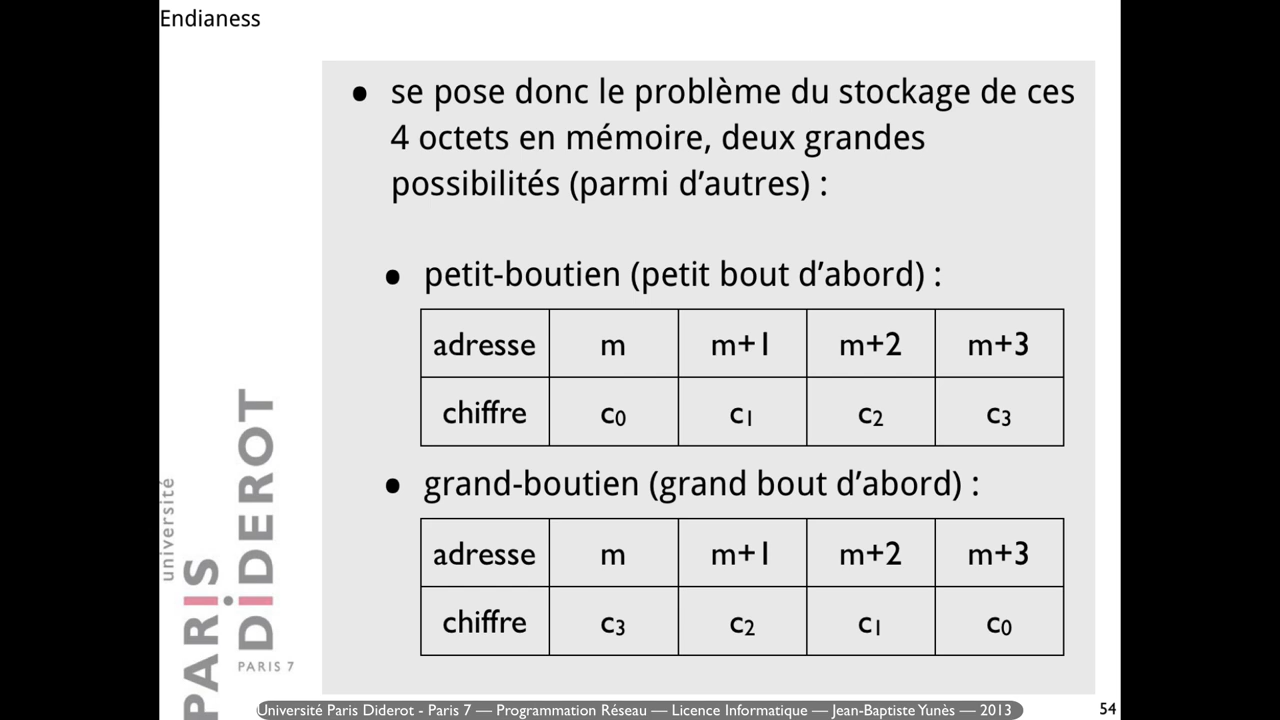 Endianess
• se pose donc le problème du stockage de ces
4 octets en mémoire, deux grandes
possibilités (parmi d’autres) :
• petit-boutien (petit bout d’abord) :
adresse m m+1 m+2 m+3
chiffre c0 c1 c2 c3
• grand-boutien (grand bout d’abord) :
adresse m m+1 m+2 m+3
chiffre c3 c2 c1 c0
université
PARIS
DiDEROT
PARIS 7
Université Paris Diderot - Paris 7 — Programmation Réseau — Licence Informatique — Jean-Baptiste Yunès — 2013
54